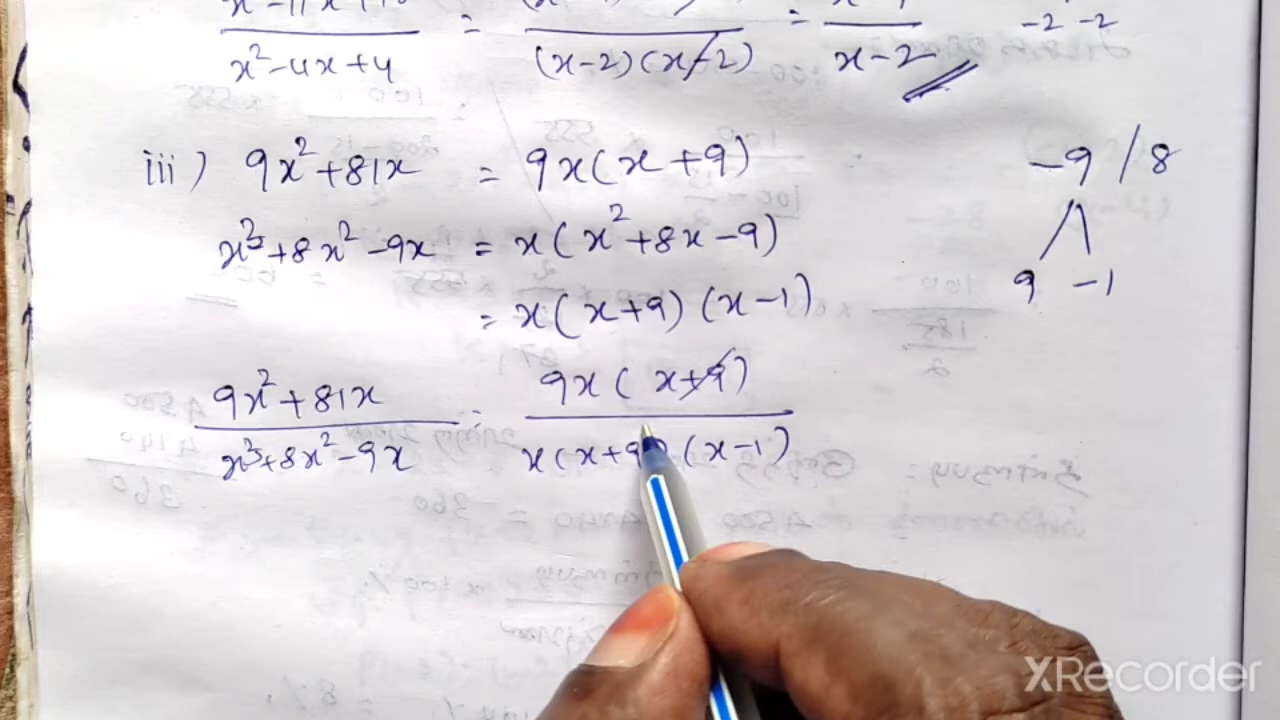 x² - 4x + 4 = (x-2)(x-2) = x-2 -2 -2
iii) 9x² + 81x = 9x(x+9) -9/8
x³ + 8x² - 9x = x(x² + 8x - 9) 9 -1
= x(x+9)(x-1)
9x² + 81x = 9x(x+9)
x³ + 8x² - 9x x(x+9)(x-1)
XRecorder